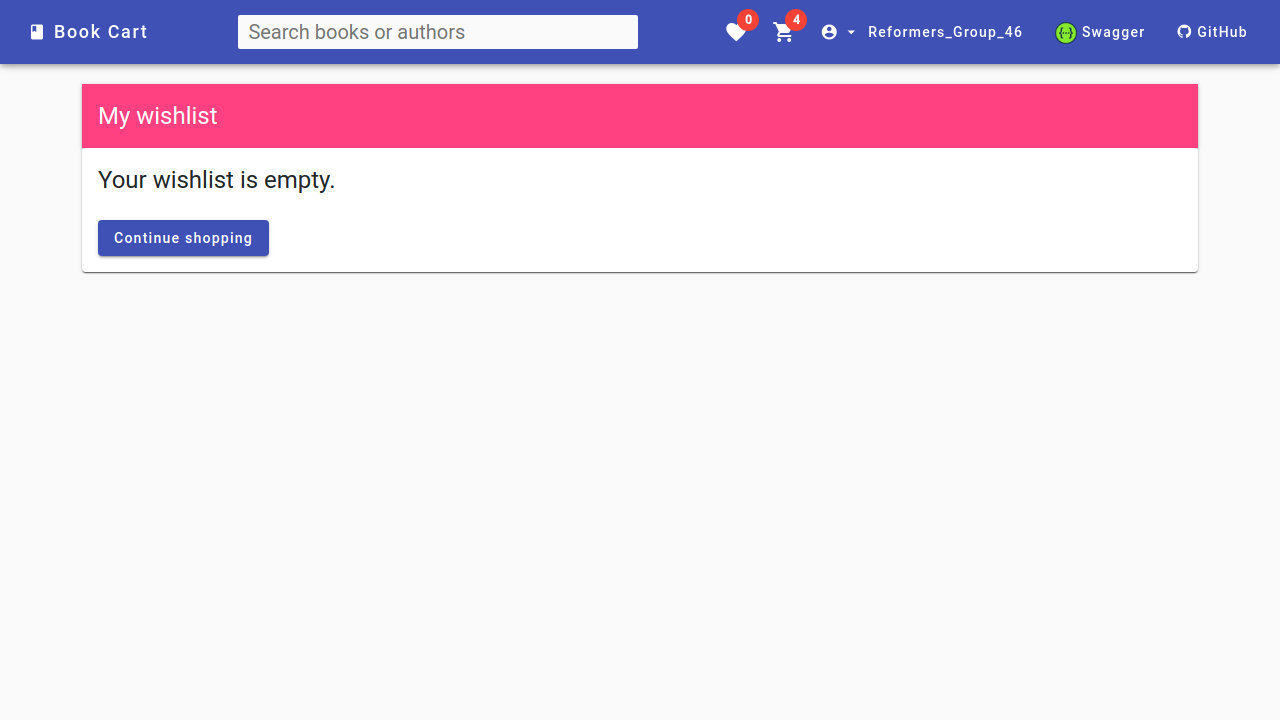 Book Cart
Search books or authors
0
4
Reformers_Group_46
Swagger
GitHub
My wishlist
Your wishlist is empty.
Continue shopping